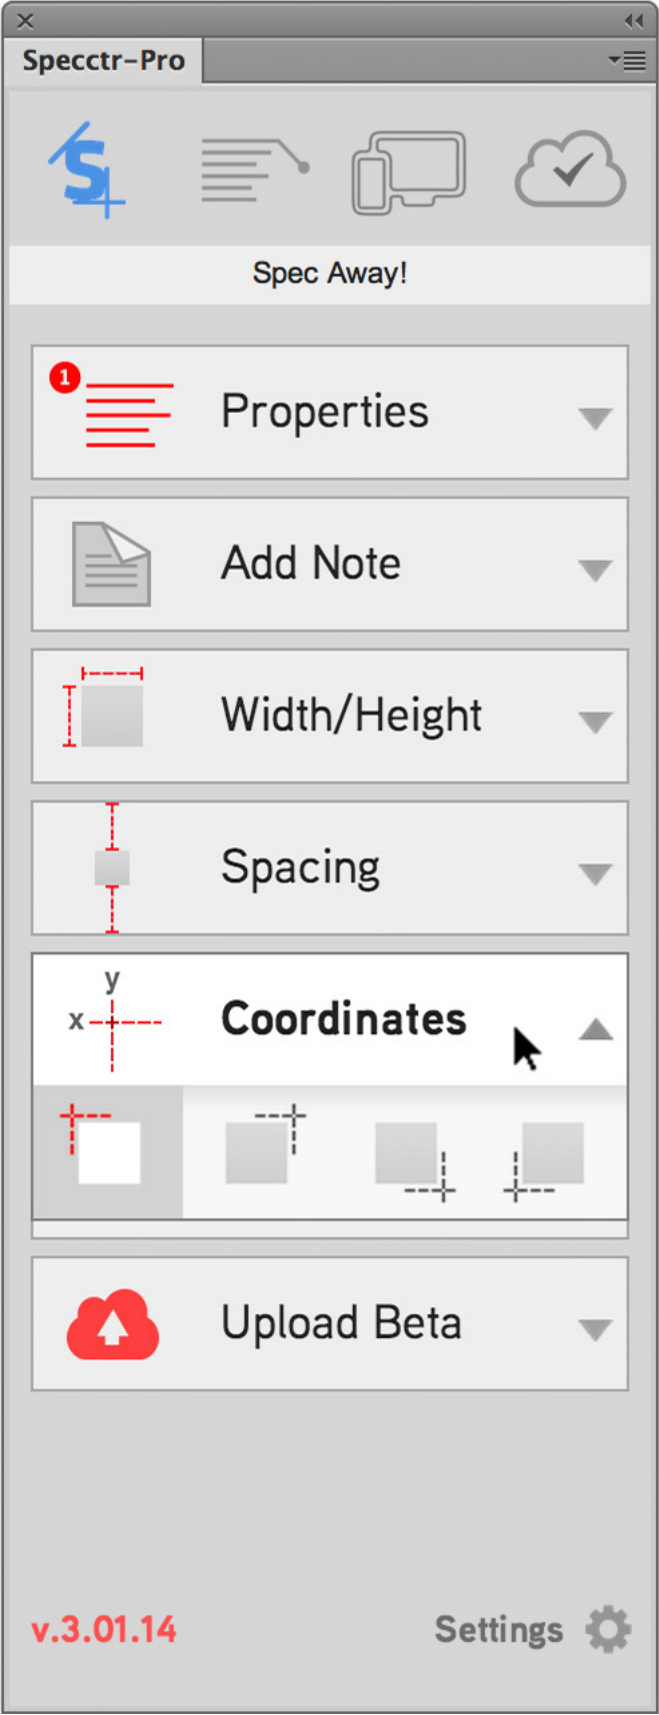 Specctr-Pro
Spec Away!
1
Properties
Add Note
Width/Height
Spacing
y
x
Coordinates
Upload Beta
v.3.01.14
Settings